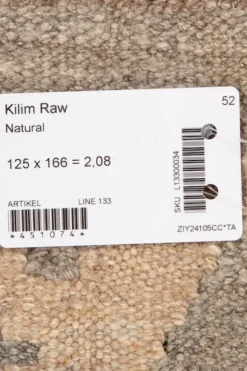 Kilim Raw 52
Natural
125 x 166 = 2,08
ARTIKEL LINE 133
*451074*
SKU L13300034
ZIY24105CC*TA